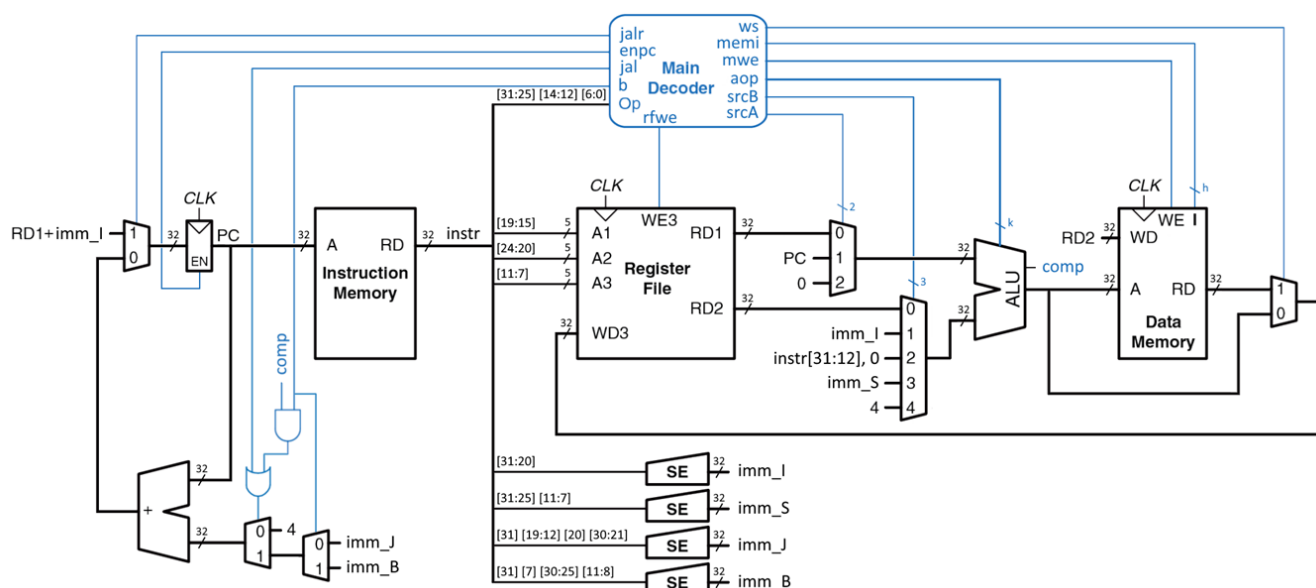 jalr
enpc
jal
b
Op
rfwe
Main
Decoder
ws
memi
mwe
aop
srcB
srcA
[31:25] [14:12] [6:0]
RD1+imm_I
1
0
32
CLK
EN
PC
32
A
RD
Instruction
Memory
32
instr
[19:15]
5
[24:20]
5
[11:7]
5
CLK
WE3
A1
A2
A3
WD3
32
RD1
RD2
Register
File
32
32
2
0
PC
1
0
2
3
0
imm_I
1
instr[31:12], 0
2
imm_S
3
4
4
32
32
k
ALU
comp
CLK
WE I
h
RD2
32
WD
32
A
RD
Data
Memory
32
1
0
comp
32
+
32
0
4
1
0
imm_J
1
imm_B
[31:20]
SE
32
imm_I
[31:25] [11:7]
SE
32
imm_S
[31] [19:12] [20] [30:21]
SE
32
imm_J
[31] [7] [30:25] [11:8]
SE
32
imm_B